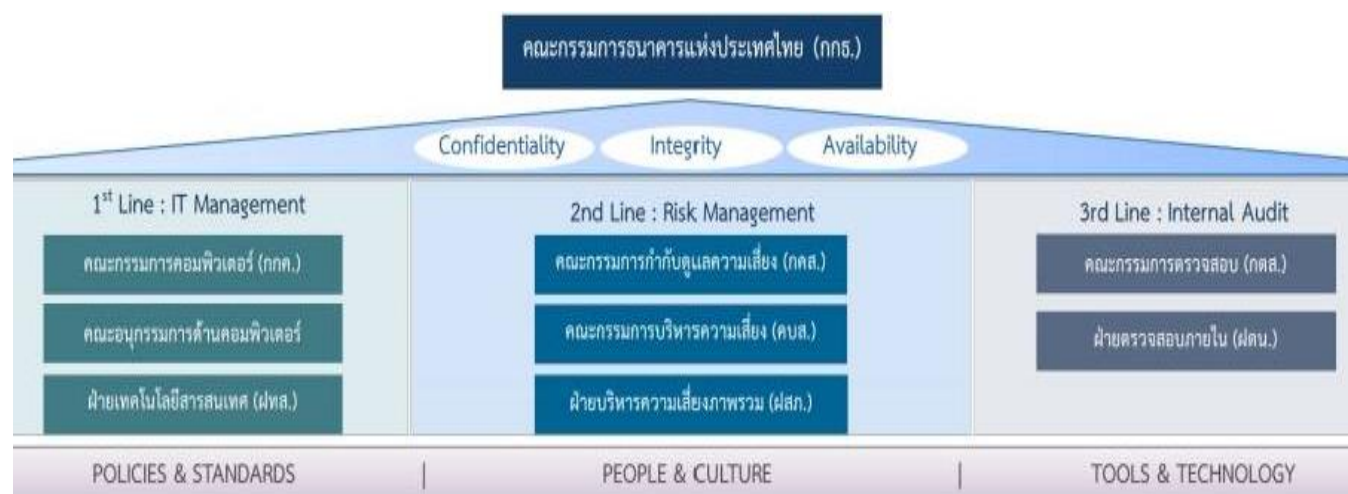 คณะกรรมการธนาคารแห่งประเทศไทย (กกธ.)
Confidentiality Integrity Availability
1st Line : IT Management
คณะกรรมการคอมพิวเตอร์ (กกค.)
คณะอนุกรรมการด้านคอมพิวเตอร์
ฝ่ายเทคโนโลยีสารสนเทศ (ฝทส.)
2nd Line : Risk Management
คณะกรรมการกำกับดูแลความเสี่ยง (กคส.)
คณะกรรมการบริหารความเสี่ยง (คบส.)
ฝ่ายบริหารความเสี่ยงภาพรวม (ฝสภ.)
3rd Line : Internal Audit
คณะกรรมการตรวจสอบ (กตส.)
ฝ่ายตรวจสอบภายใน (ฝตน.)
POLICIES & STANDARDS | PEOPLE & CULTURE | TOOLS & TECHNOLOGY